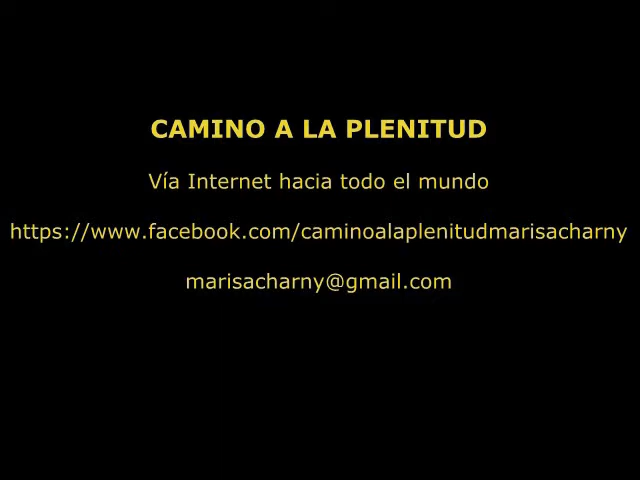 CAMINO A LA PLENITUD
Vía Internet hacia todo el mundo
https://www.facebook.com/caminoalaplenitudmarisacharny
marisacharny@gmail.com